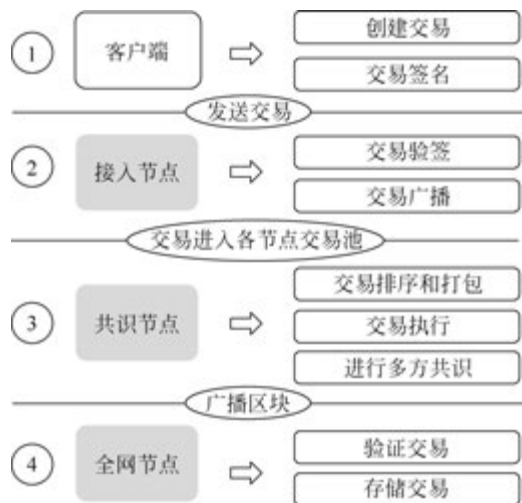 1
客户端
创建交易
交易签名
发送交易
2
接入节点
交易验签
交易广播
交易进入各节点交易池
3
共识节点
交易排序和打包
交易执行
进行多方共识
广播区块
4
全网节点
验证交易
存储交易